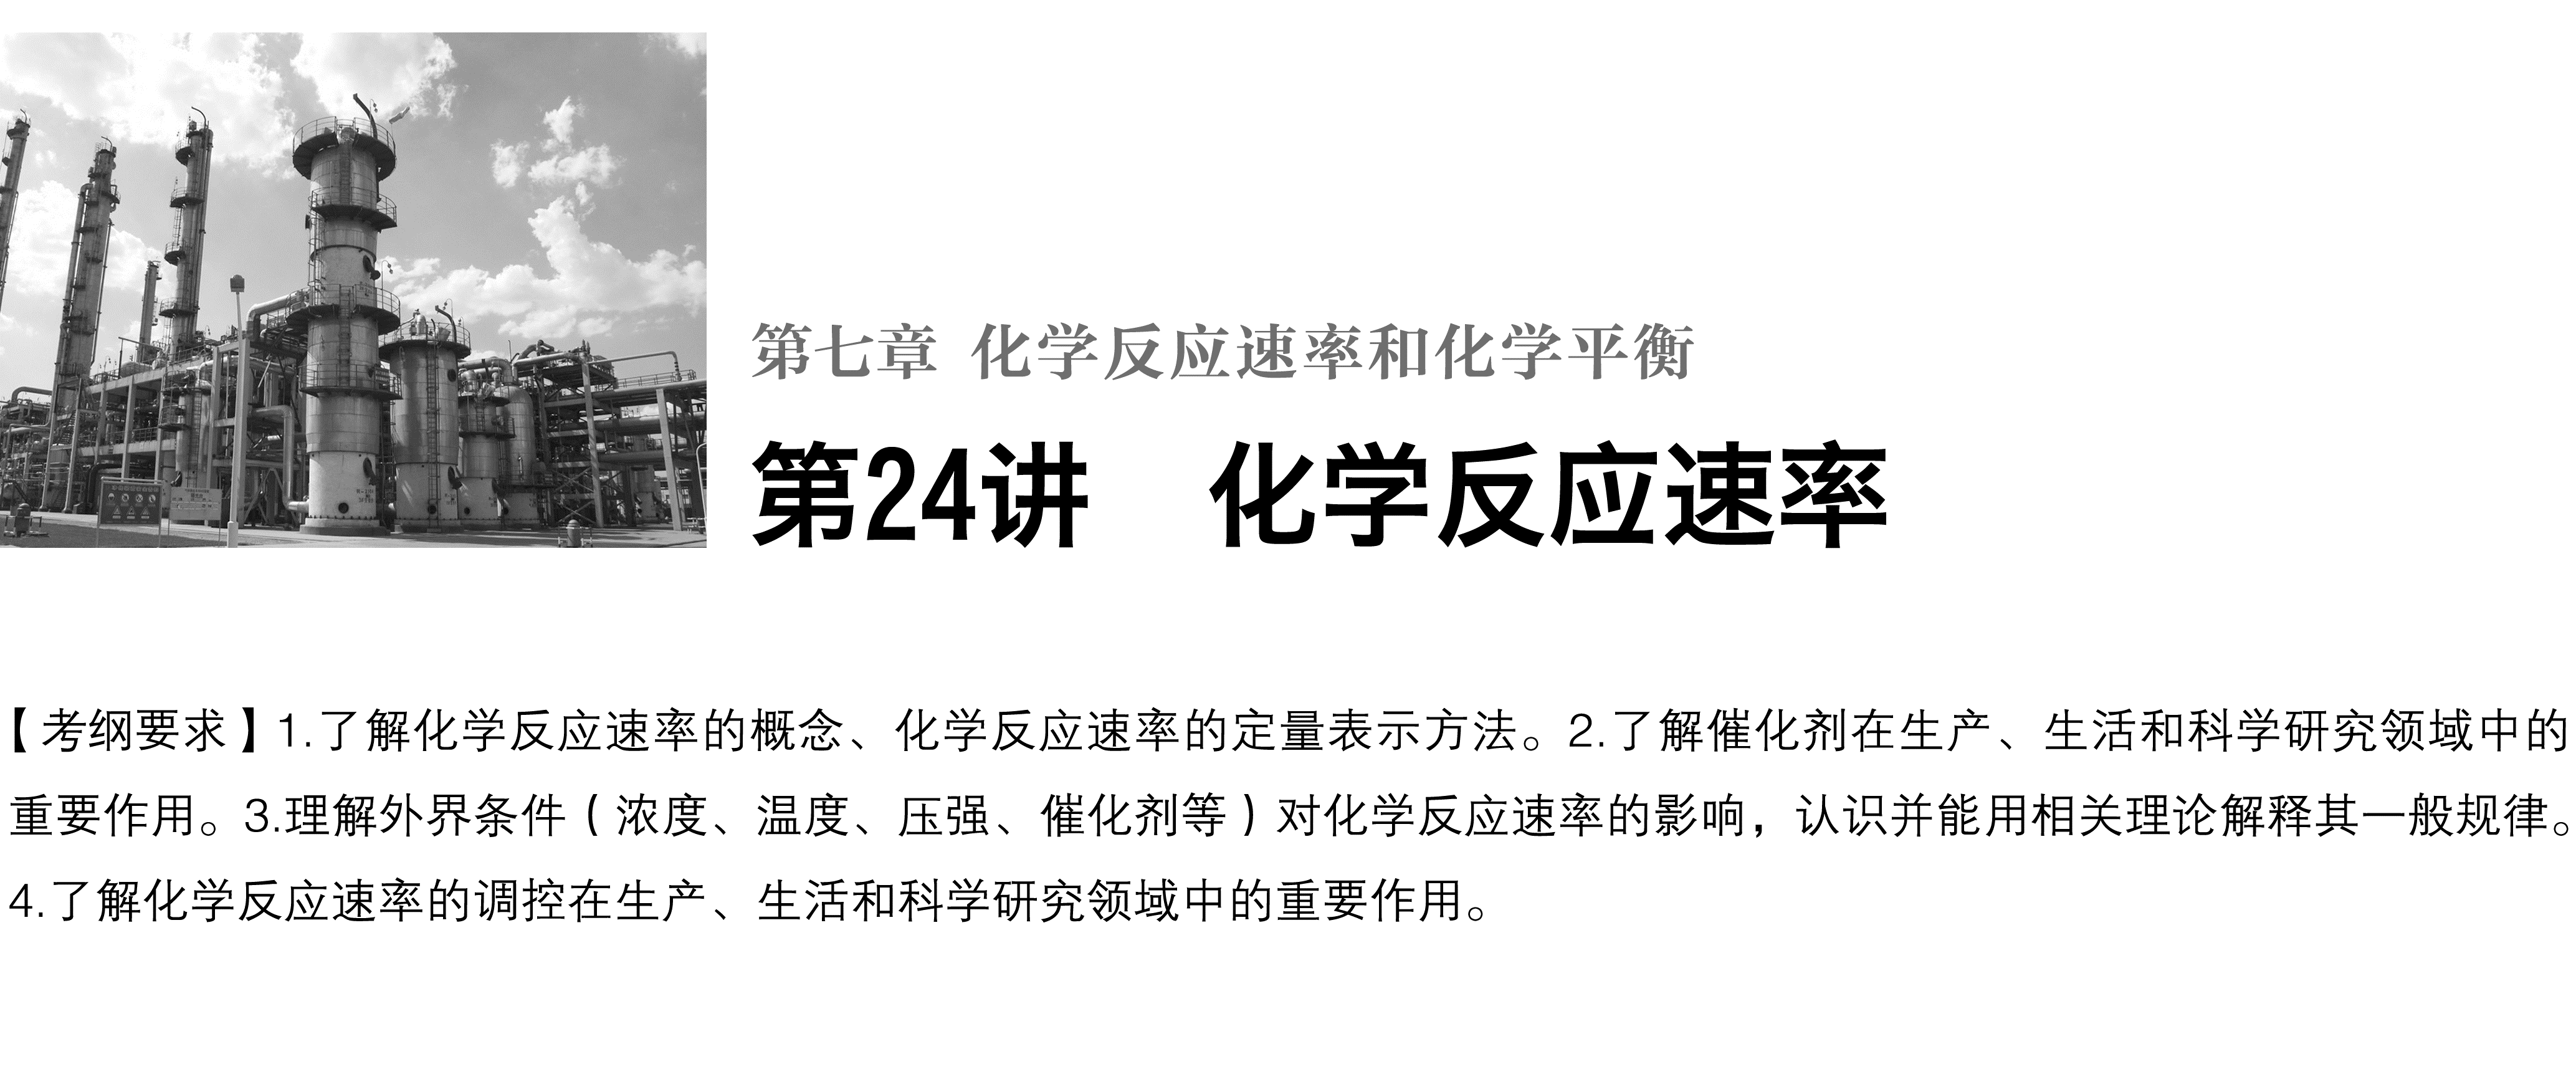 第七章 化学反应速率和化学平衡
第24讲 化学反应速率
【考纲要求】1.了解化学反应速率的概念、化学反应速率的定量表示方法。2.了解催化剂在生产、生活和科学研究领域中的
重要作用。3.理解外界条件（浓度、温度、压强、催化剂等）对化学反应速率的影响，认识并能用相关理论解释其一般规律。
4.了解化学反应速率的调控在生产、生活和科学研究领域中的重要作用。